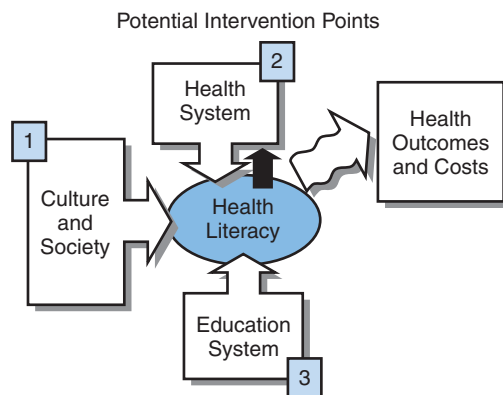 Potential Intervention Points
2
Health
System
1
Culture
and
Society
Health
Outcomes
and Costs
Health
Literacy
Education
System
3